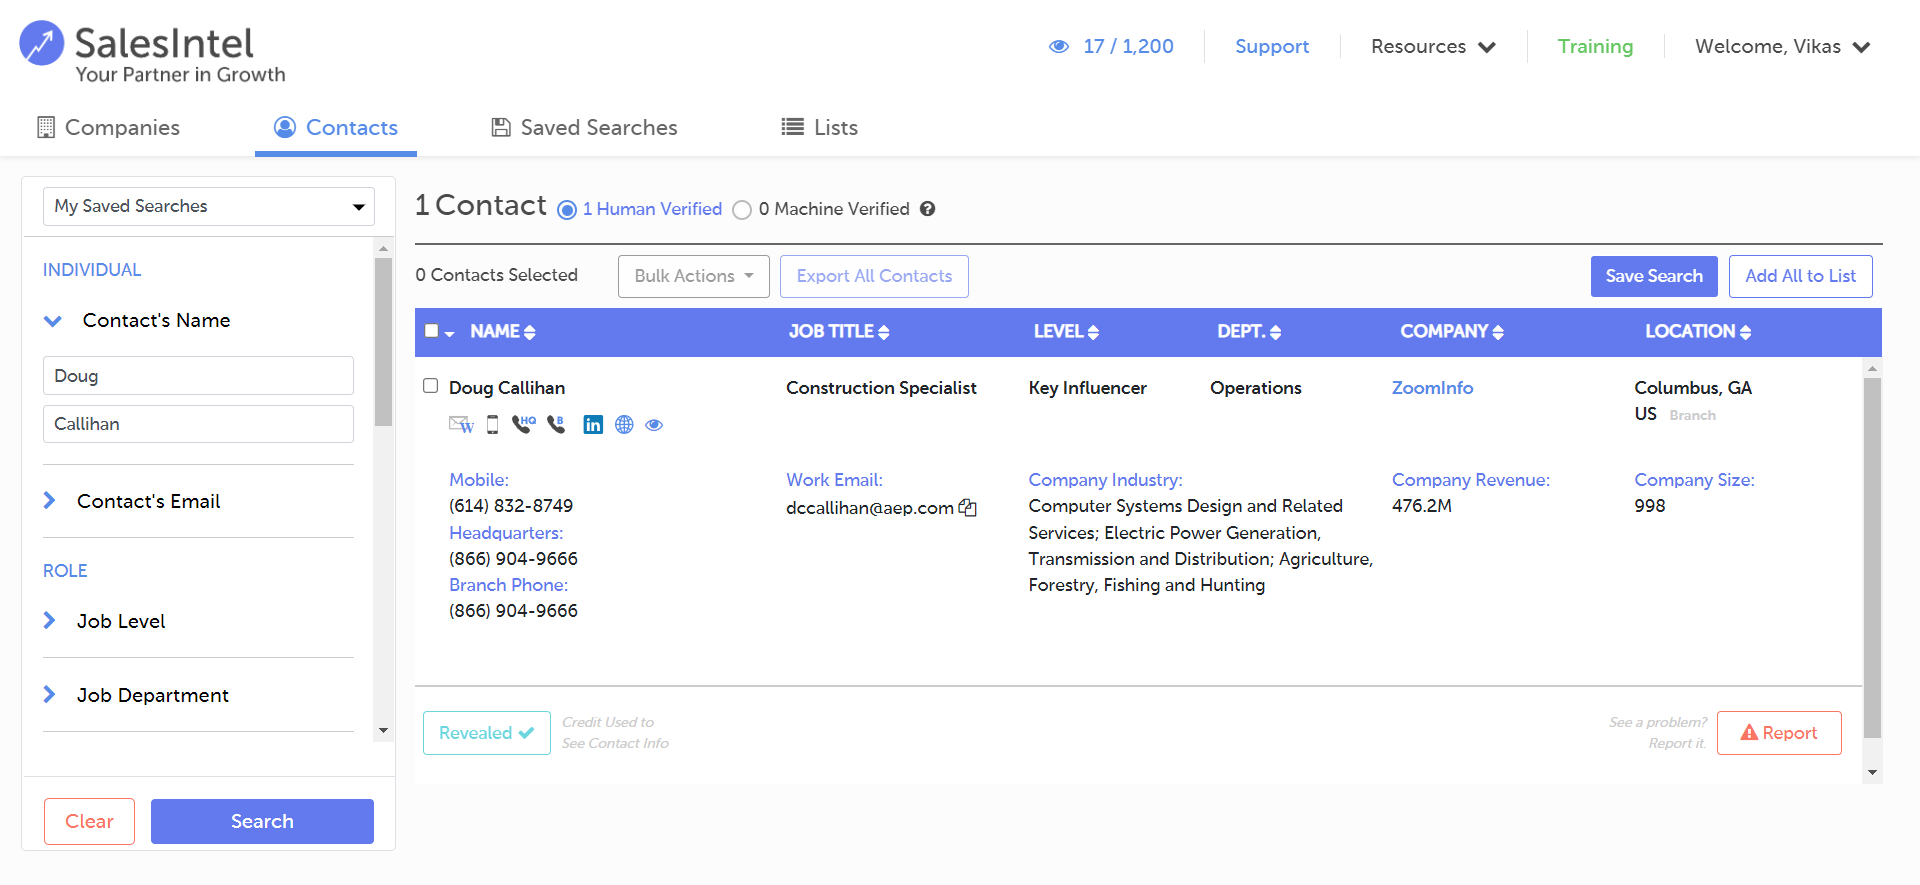 SalesIntel
Your Partner in Growth
17 / 1,200
Support
Resources
Training
Welcome, Vikas
Companies
Contacts
Saved Searches
Lists
My Saved Searches
INDIVIDUAL
Contact's Name
Doug
Callihan
Contact's Email
ROLE
Job Level
Job Department
Clear
Search
1 Contact
1 Human Verified
0 Machine Verified
0 Contacts Selected
Bulk Actions
Export All Contacts
Save Search
Add All to List
NAME JOB TITLE LEVEL DEPT. COMPANY LOCATION
Doug Callihan
Construction Specialist
Key Influencer
Operations
ZoomInfo
Columbus, GA
US Branch
W HQ B in
Mobile:
(614) 832-8749
Headquarters:
(866) 904-9666
Branch Phone:
(866) 904-9666
Work Email:
dccallihan@aep.com
Company Industry:
Computer Systems Design and Related
Services; Electric Power Generation,
Transmission and Distribution; Agriculture,
Forestry, Fishing and Hunting
Company Revenue:
476.2M
Company Size:
998
Revealed
Credit Used to
See Contact Info
See a problem?
Report it.
Report